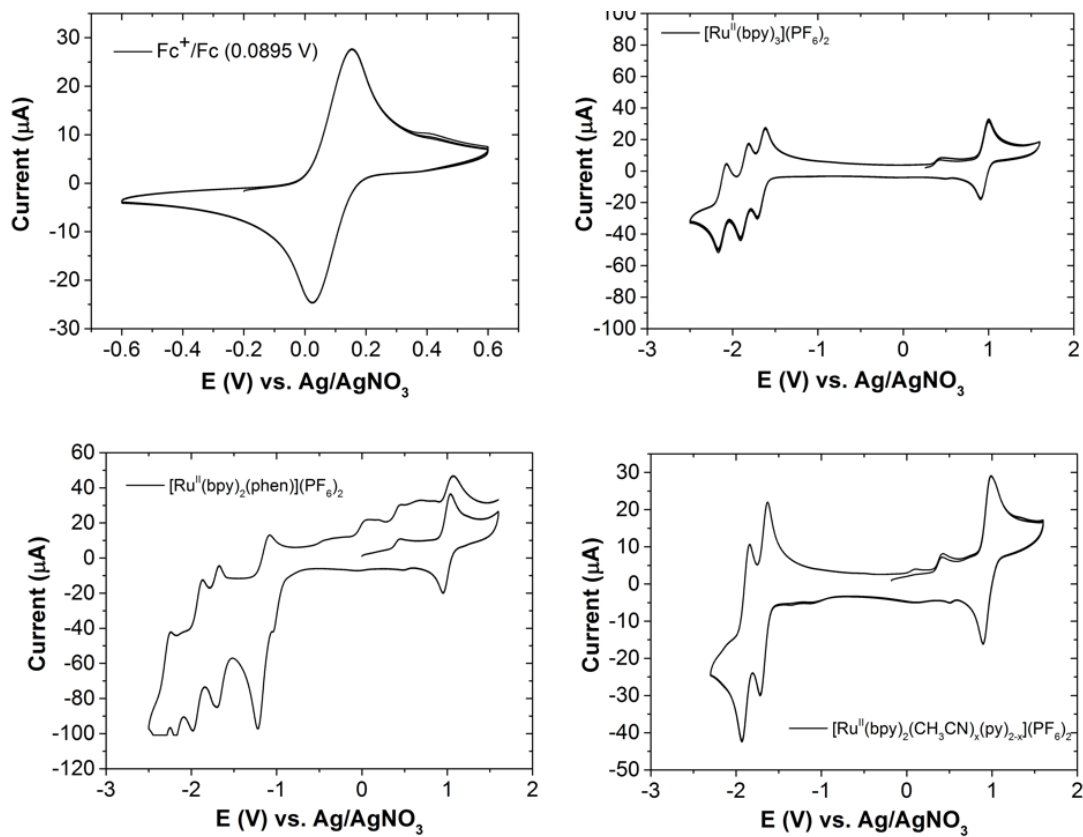 Fc⁺/Fc (0.0895 V)
30
20
10
0
-10
-20
-30
Current (μA)
-0.6 -0.4 -0.2 0.0 0.2 0.4 0.6
E (V) vs. Ag/AgNO₃
[Ruᴵᴵ(bpy)₃](PF₆)₂
100
80
60
40
20
0
-20
-40
-60
-80
-100
Current (μA)
-3 -2 -1 0 1 2
E (V) vs. Ag/AgNO₃
[Ruᴵᴵ(bpy)₂(phen)](PF₆)₂
60
40
20
0
-20
-40
-60
-80
-100
-120
Current (μA)
-3 -2 -1 0 1 2
E (V) vs. Ag/AgNO₃
30
20
10
0
-10
-20
-30
-40
-50
Current (μA)
[Ruᴵᴵ(bpy)₂(CH₃CN)ₓ(py)₂₋ₓ](PF₆)₂
-3 -2 -1 0 1 2
E (V) vs. Ag/AgNO₃